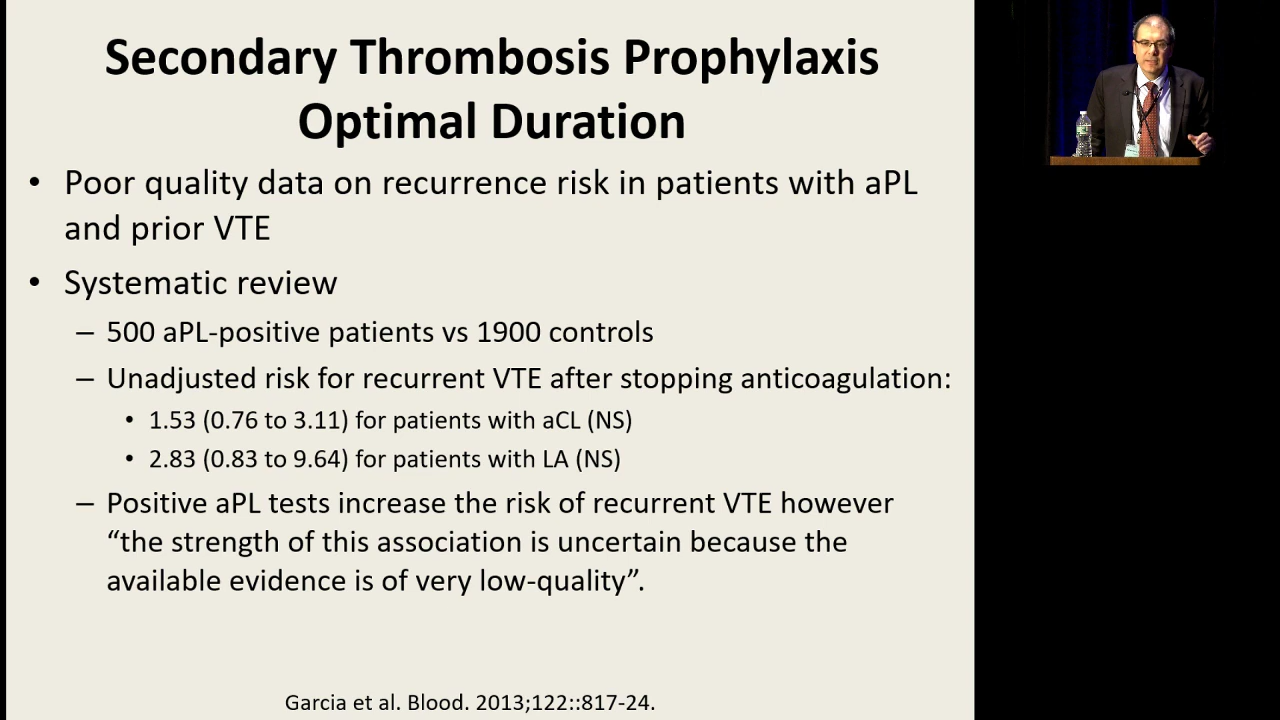 Secondary Thrombosis Prophylaxis
Optimal Duration
• Poor quality data on recurrence risk in patients with aPL
and prior VTE
• Systematic review
– 500 aPL-positive patients vs 1900 controls
– Unadjusted risk for recurrent VTE after stopping anticoagulation:
• 1.53 (0.76 to 3.11) for patients with aCL (NS)
• 2.83 (0.83 to 9.64) for patients with LA (NS)
– Positive aPL tests increase the risk of recurrent VTE however
“the strength of this association is uncertain because the
available evidence is of very low-quality”.
Garcia et al. Blood. 2013;122::817-24.